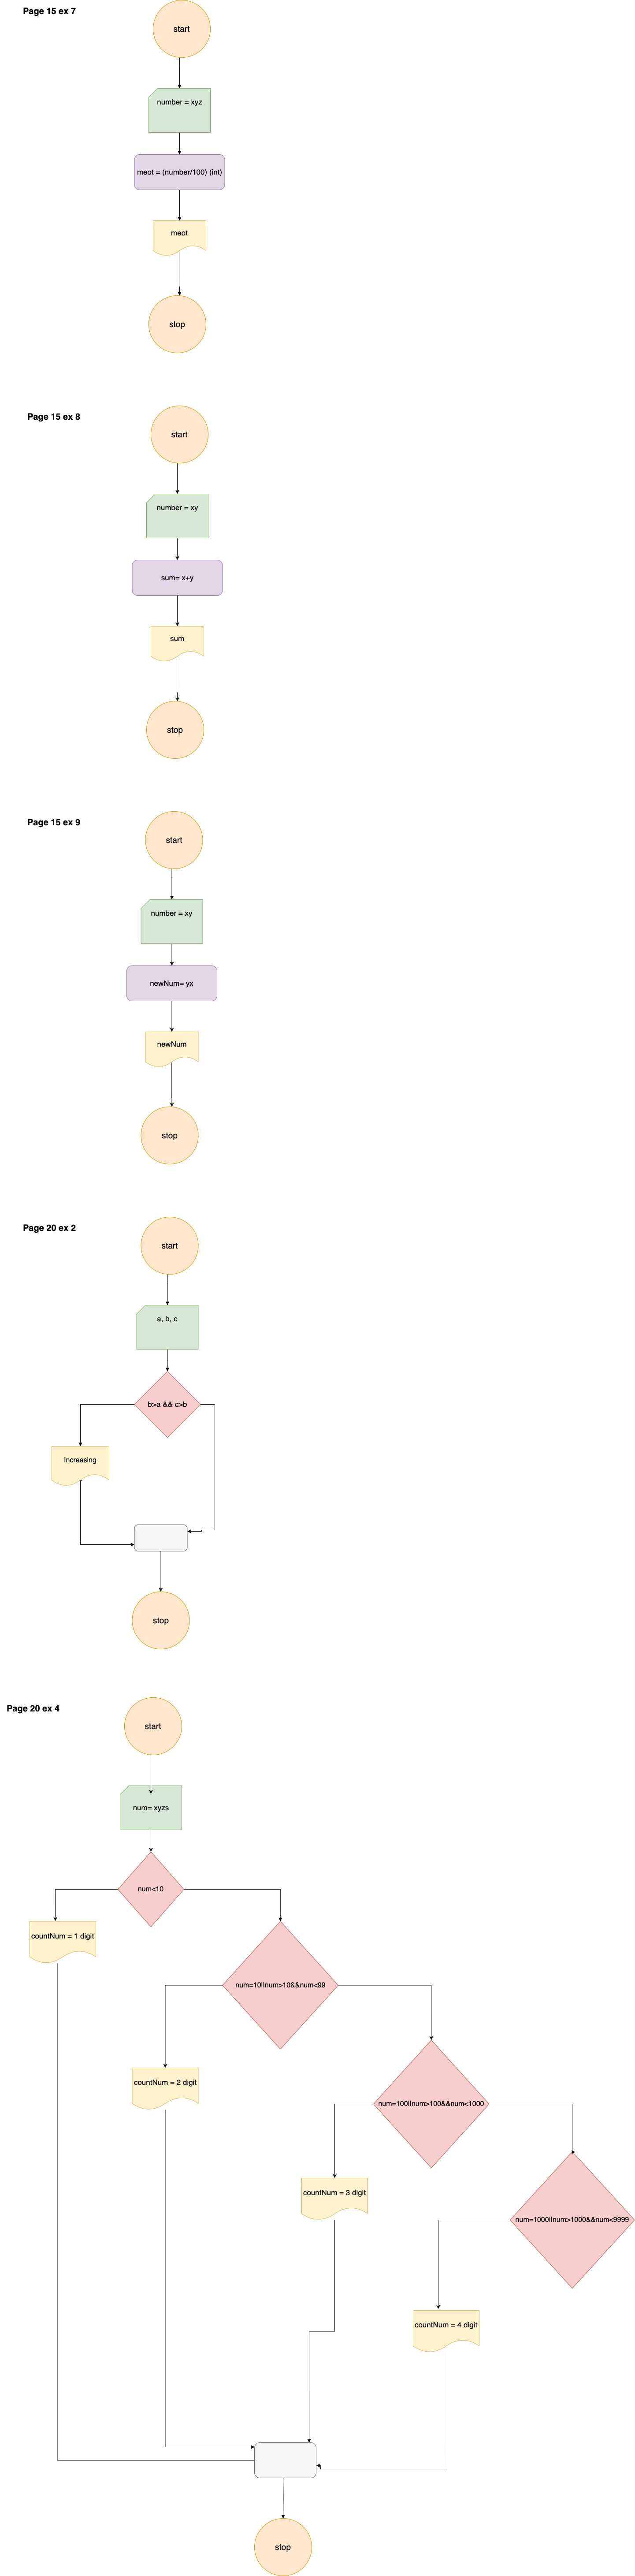 Page 15 ex 7
start
number = xyz
meot = (number/100) (int)
meot
stop
Page 15 ex 8
start
number = xy
sum= x+y
sum
stop
Page 15 ex 9
start
number = xy
newNum= yx
newNum
stop
Page 20 ex 2
start
a, b, c
b>a && c>b
Increasing
stop
Page 20 ex 4
start
num= xyzs
num<10
countNum = 1 digit
num=10||num>10&&num<99
countNum = 2 digit
num=100||num>100&&num<1000
countNum = 3 digit
num=1000||num>1000&&num<9999
countNum = 4 digit
stop